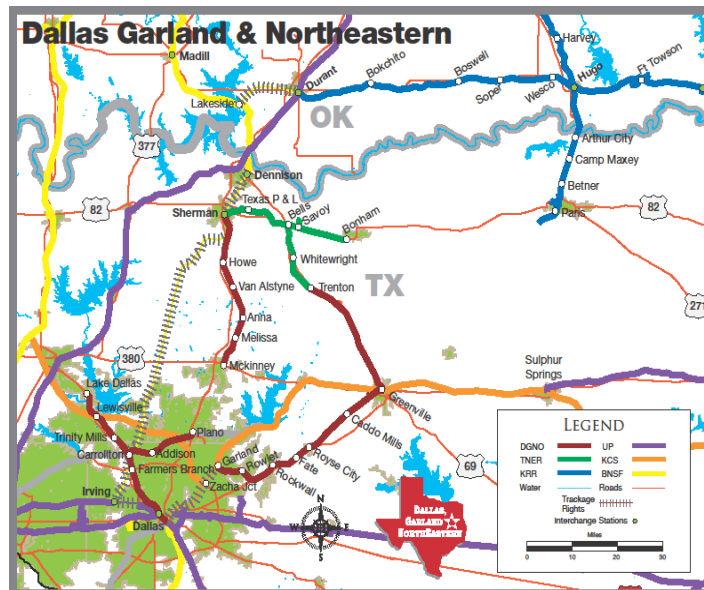 Dallas Garland & Northeastern
Harvey
Madill
Durant
Bokchito
Boswell
Soper
Wesco
Hugo
Ft Towson
Lakeside
OK
377
Arthur City
Camp Maxey
Dennison
Betner
82
Texas P & L
Sherman
Bells
Savoy
Bonham
82
Paris
Howe
Whitewright
TX
Van Alstyne
Trenton
271
Anna
Melissa
380
Mckinney
Sulphur
Springs
Lake Dallas
Greenville
Lewisville
Caddo Mills
Trinity Mills
Plano
Carrollton
Addison
Garland
Royse City
Farmers Branch
Rowlet
Fate
69
Rockwall
Zacha Jct
Irving
Dallas
N
W
E
S
DALLAS,
GARLAND
NORTHEASTERN
LEGEND
DGNO UP
TNER KCS
KRR BNSF
Water Roads
Trackage
Rights
Interchange Stations
Miles
0 10 20 30